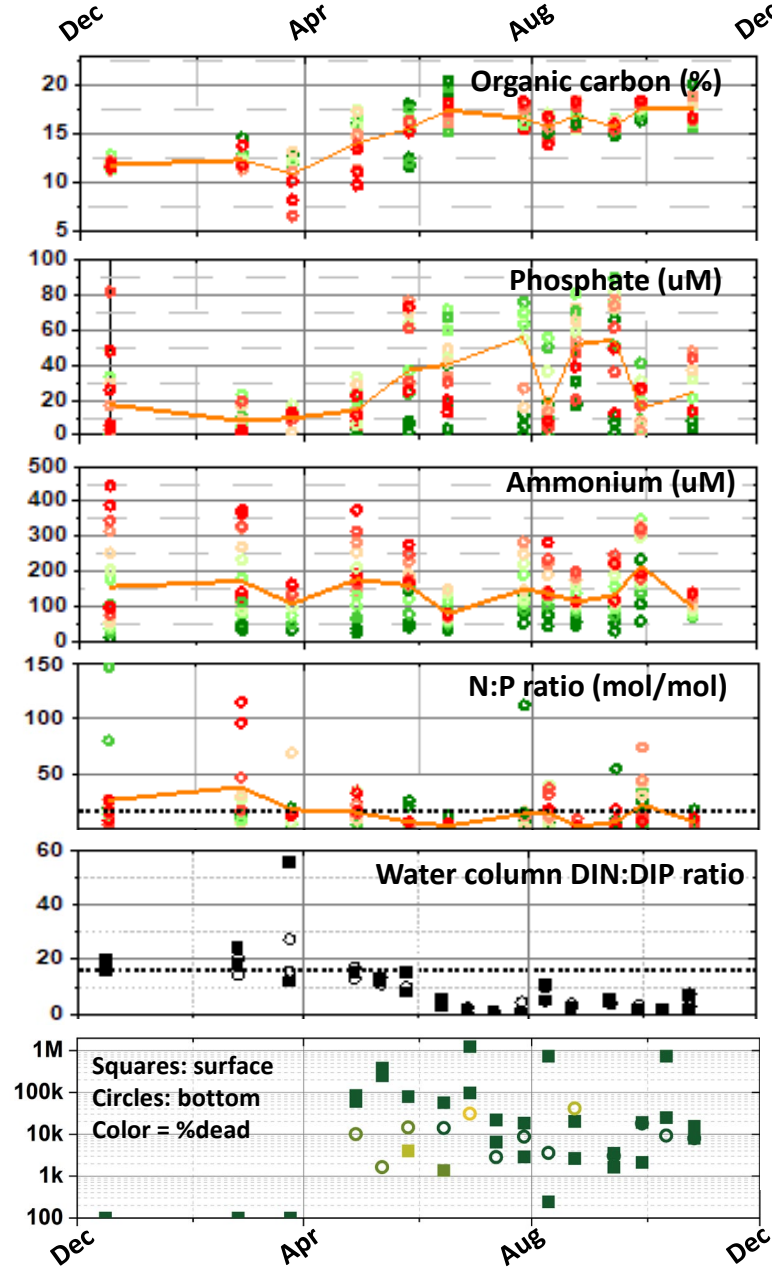 Dec Apr Aug Dec
Organic carbon (%)
20
15
10
5
Phosphate (uM)
100
80
60
40
20
0
Ammonium (uM)
500
400
300
200
100
0
N:P ratio (mol/mol)
150
100
50
Water column DIN:DIP ratio
60
40
20
0
1M
100k
10k
1k
100
Squares: surface
Circles: bottom
Color = %dead
Dec Apr Aug Dec